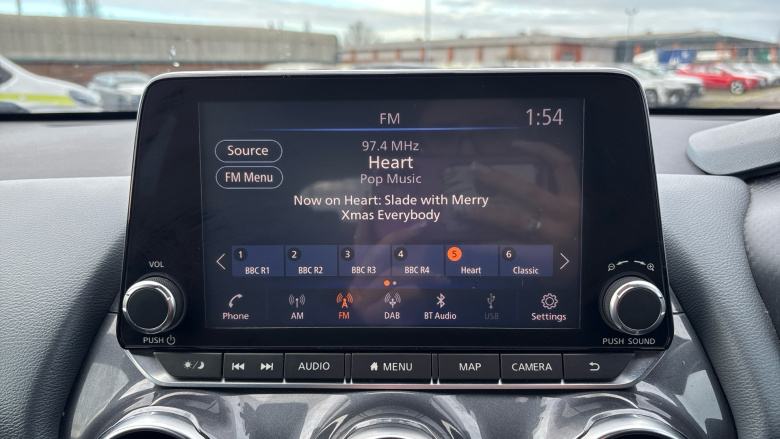 FM
1:54
97.4 MHz
Source
Heart
FM Menu
Pop Music
Now on Heart: Slade with Merry
Xmas Everybody
1 BBC R1
2 BBC R2
3 BBC R3
4 BBC R4
5 Heart
6 Classic
Phone
AM
FM
DAB
BT Audio
USB
Settings
VOL
PUSH
PUSH SOUND
AUDIO
MENU
MAP
CAMERA